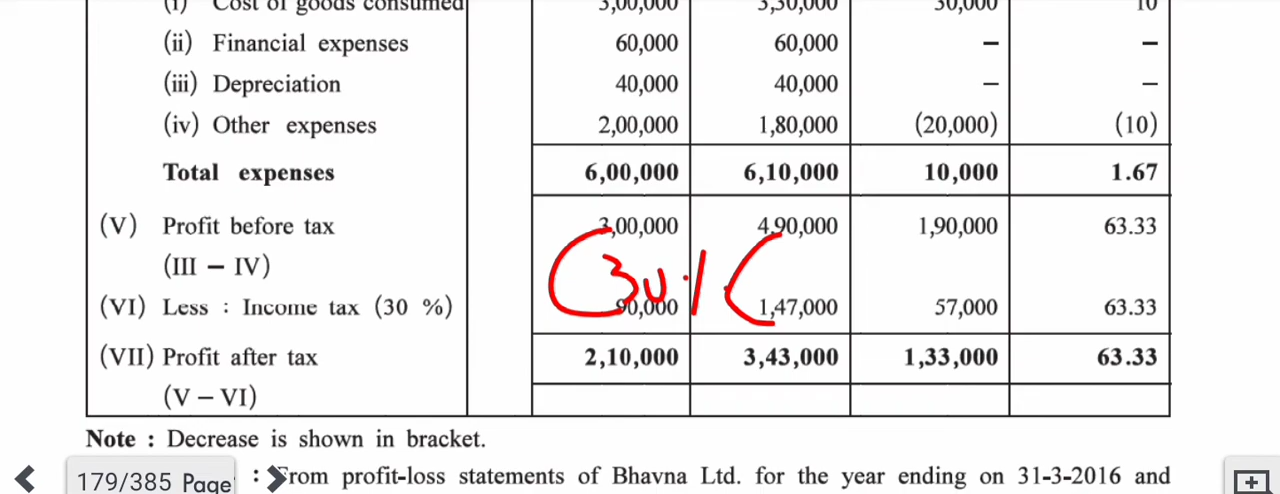 (i) Cost of goods consumed 3,00,000 3,30,000 30,000 10
(ii) Financial expenses 60,000 60,000 – –
(iii) Depreciation 40,000 40,000 – –
(iv) Other expenses 2,00,000 1,80,000 (20,000) (10)
Total expenses 6,00,000 6,10,000 10,000 1.67
(V) Profit before tax 3,00,000 4,90,000 1,90,000 63.33
(III – IV)
30%
(VI) Less : Income tax (30 %) 90,000 1,47,000 57,000 63.33
(VII) Profit after tax 2,10,000 3,43,000 1,33,000 63.33
(V – VI)
Note : Decrease is shown in bracket.
179/385 Page : From profit-loss statements of Bhavna Ltd. for the year ending on 31-3-2016 and